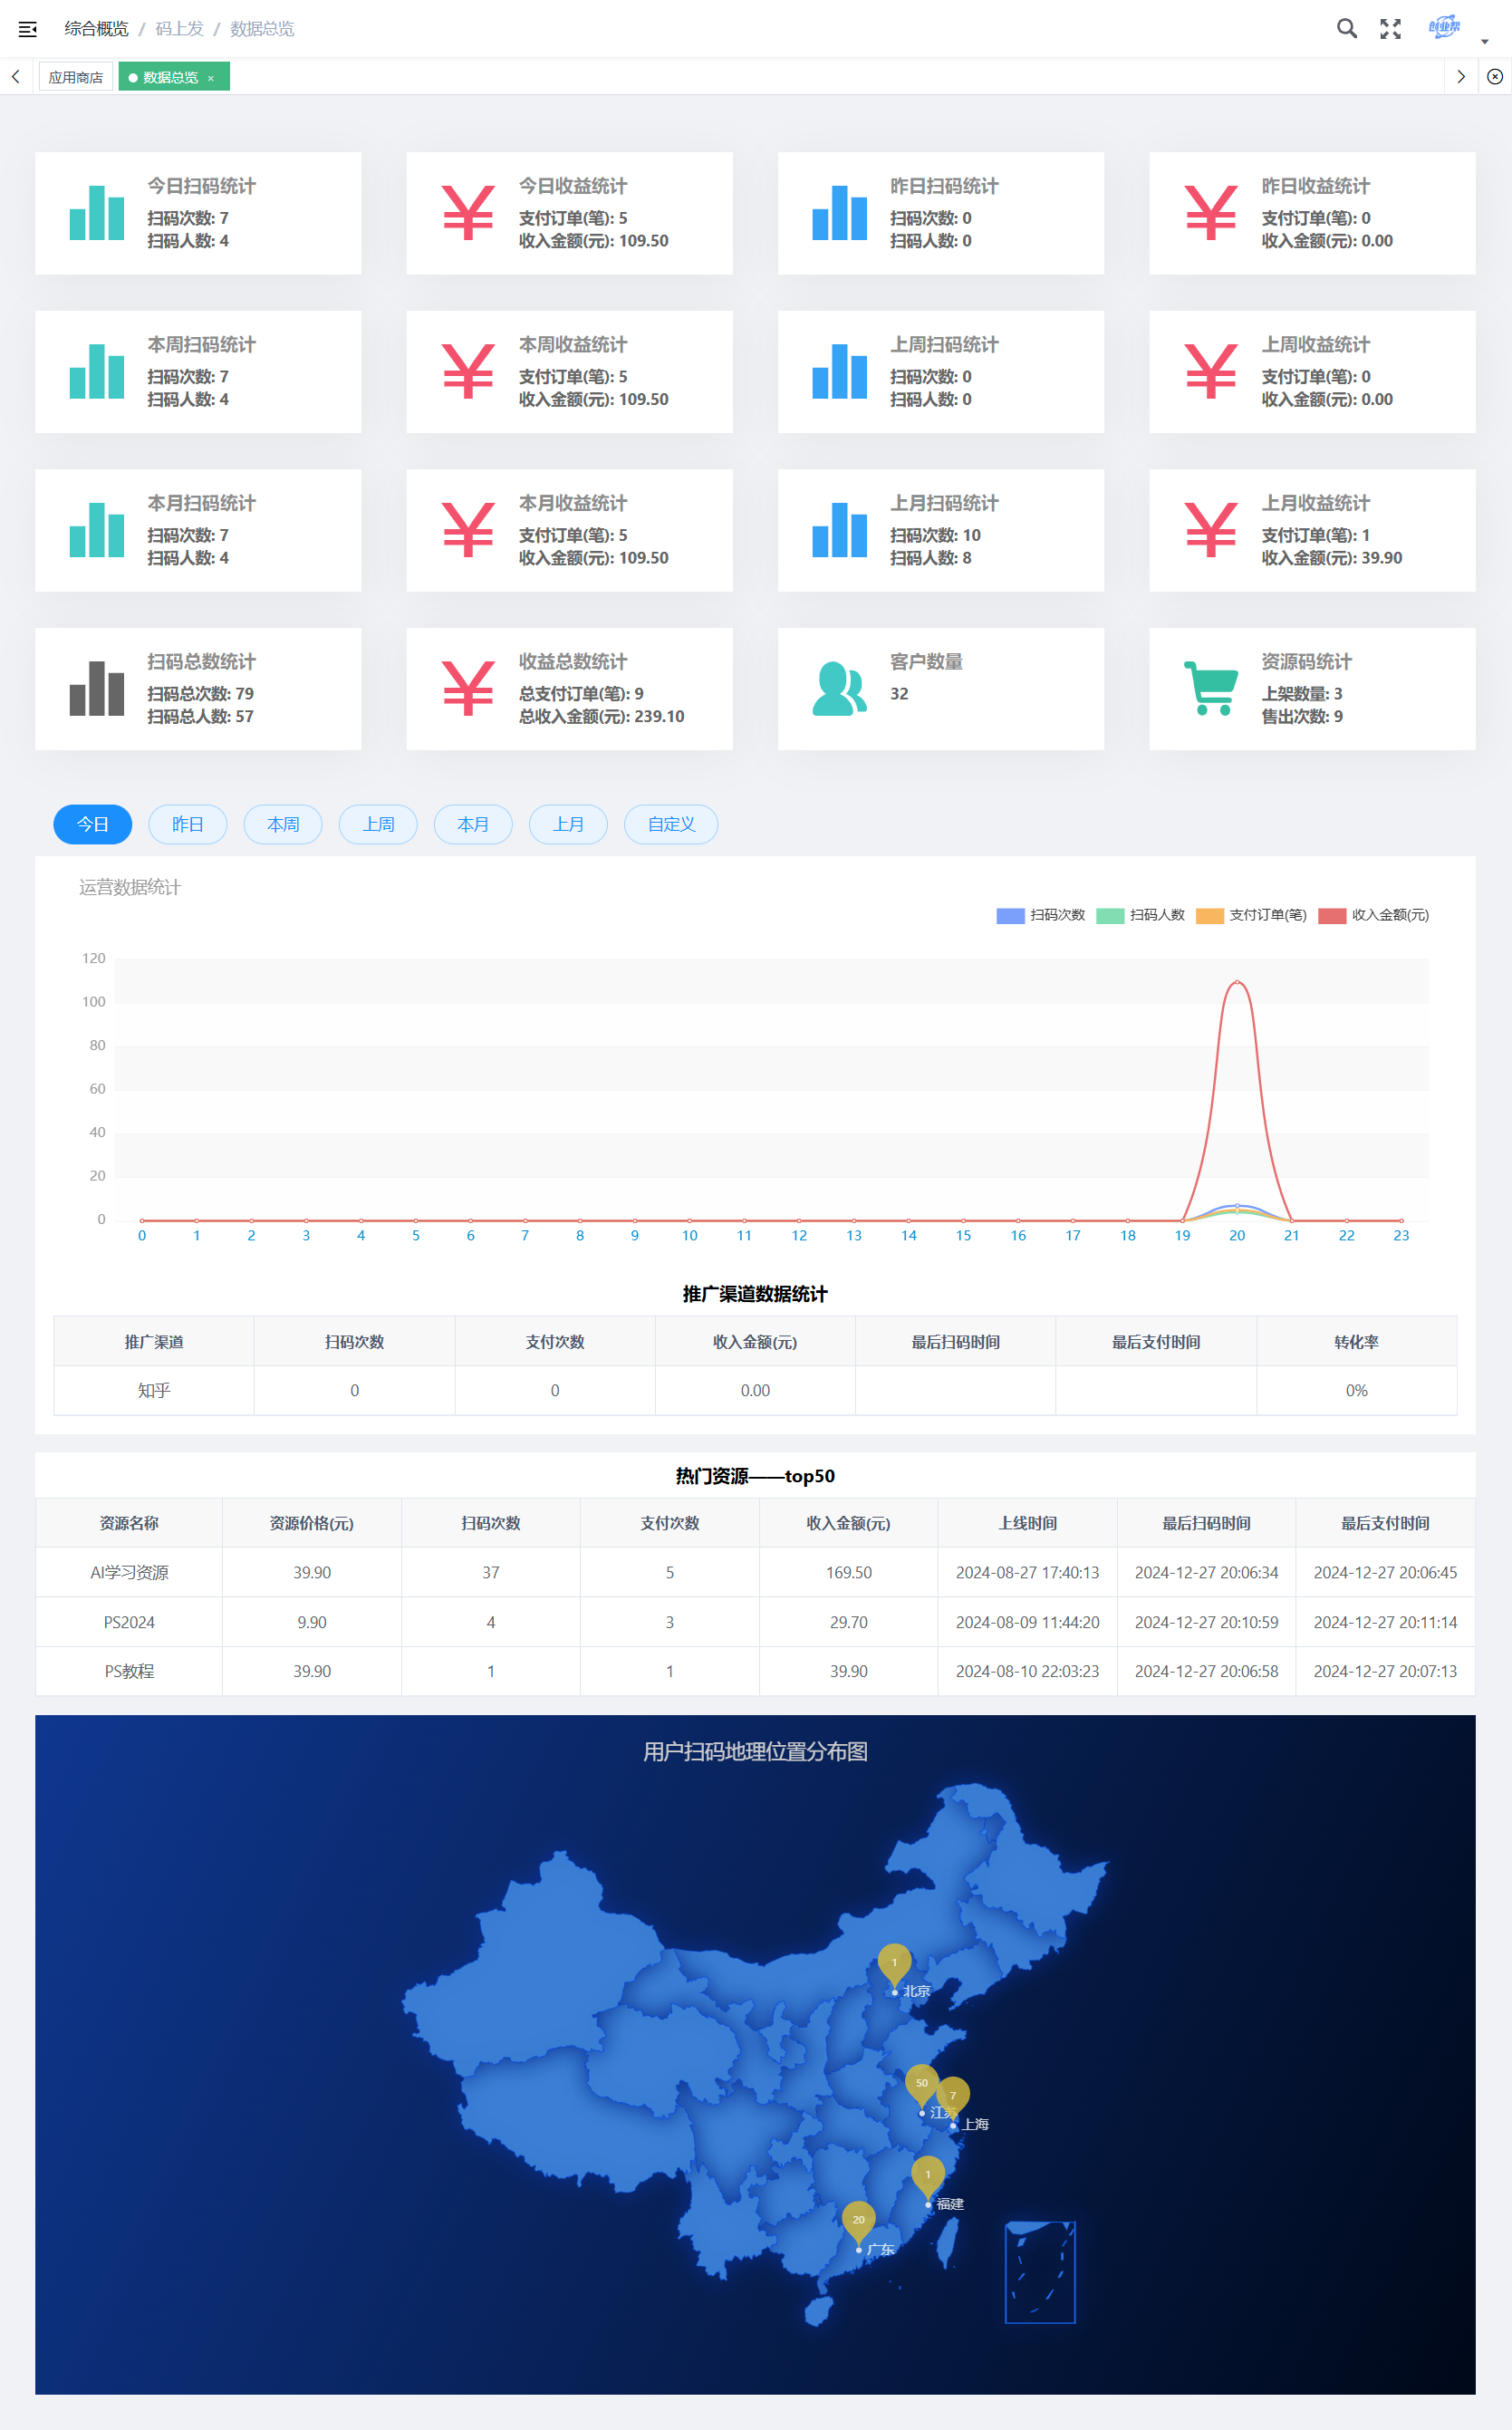 综合概览 / 码上发 / 数据总览
创业帮
应用商店
数据总览 ×
今日扫码统计
扫码次数: 7
扫码人数: 4
今日收益统计
支付订单(笔): 5
收入金额(元): 109.50
昨日扫码统计
扫码次数: 0
扫码人数: 0
昨日收益统计
支付订单(笔): 0
收入金额(元): 0.00
本周扫码统计
扫码次数: 7
扫码人数: 4
本周收益统计
支付订单(笔): 5
收入金额(元): 109.50
上周扫码统计
扫码次数: 0
扫码人数: 0
上周收益统计
支付订单(笔): 0
收入金额(元): 0.00
本月扫码统计
扫码次数: 7
扫码人数: 4
本月收益统计
支付订单(笔): 5
收入金额(元): 109.50
上月扫码统计
扫码次数: 10
扫码人数: 8
上月收益统计
支付订单(笔): 1
收入金额(元): 39.90
扫码总数统计
扫码总次数: 79
扫码总人数: 57
收益总数统计
总支付订单(笔): 9
总收入金额(元): 239.10
客户数量
32
资源码统计
上架数量: 3
售出次数: 9
今日 昨日 本周 上周 本月 上月 自定义
运营数据统计
扫码次数 扫码人数 支付订单(笔) 收入金额(元)
120
100
80
60
40
20
0
0 1 2 3 4 5 6 7 8 9 10 11 12 13 14 15 16 17 18 19 20 21 22 23
推广渠道数据统计
推广渠道 扫码次数 支付次数 收入金额(元) 最后扫码时间 最后支付时间 转化率
知乎 0 0 0.00 0%
热门资源——top50
资源名称 资源价格(元) 扫码次数 支付次数 收入金额(元) 上线时间 最后扫码时间 最后支付时间
AI学习资源 39.90 37 5 169.50 2024-08-27 17:40:13 2024-12-27 20:06:34 2024-12-27 20:06:45
PS2024 9.90 4 3 29.70 2024-08-09 11:44:20 2024-12-27 20:10:59 2024-12-27 20:11:14
PS教程 39.90 1 1 39.90 2024-08-10 22:03:23 2024-12-27 20:06:58 2024-12-27 20:07:13
用户扫码地理位置分布图
1
北京
50
7
江苏
上海
1
福建
20
广东